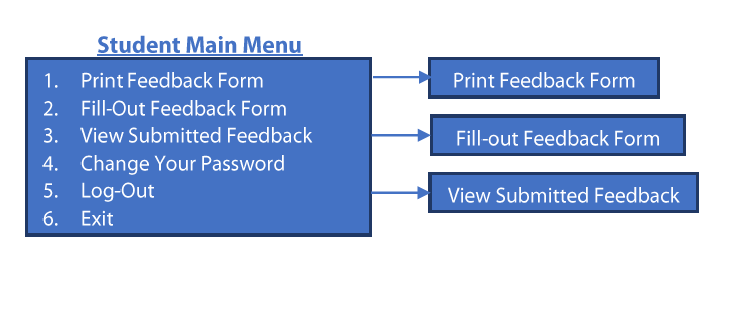 Student Main Menu
1. Print Feedback Form
2. Fill-Out Feedback Form
3. View Submitted Feedback
4. Change Your Password
5. Log-Out
6. Exit
Print Feedback Form
Fill-out Feedback Form
View Submitted Feedback